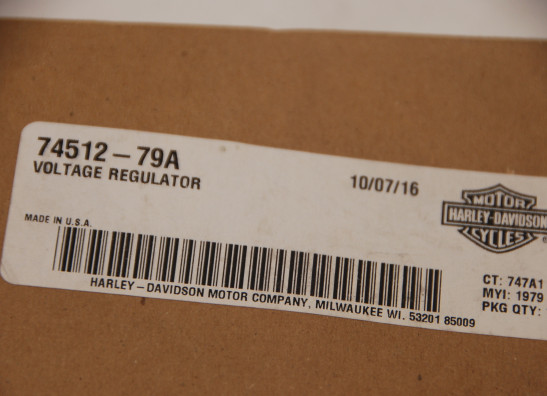 74512-79A
VOLTAGE REGULATOR
10/07/16
MOTOR
HARLEY-DAVIDSON
CYCLES
MADE IN U.S.A.
HARLEY-DAVIDSON MOTOR COMPANY, MILWAUKEE WI. 53201 85009
CT: 747A1
MYI: 1979
PKG QTY: